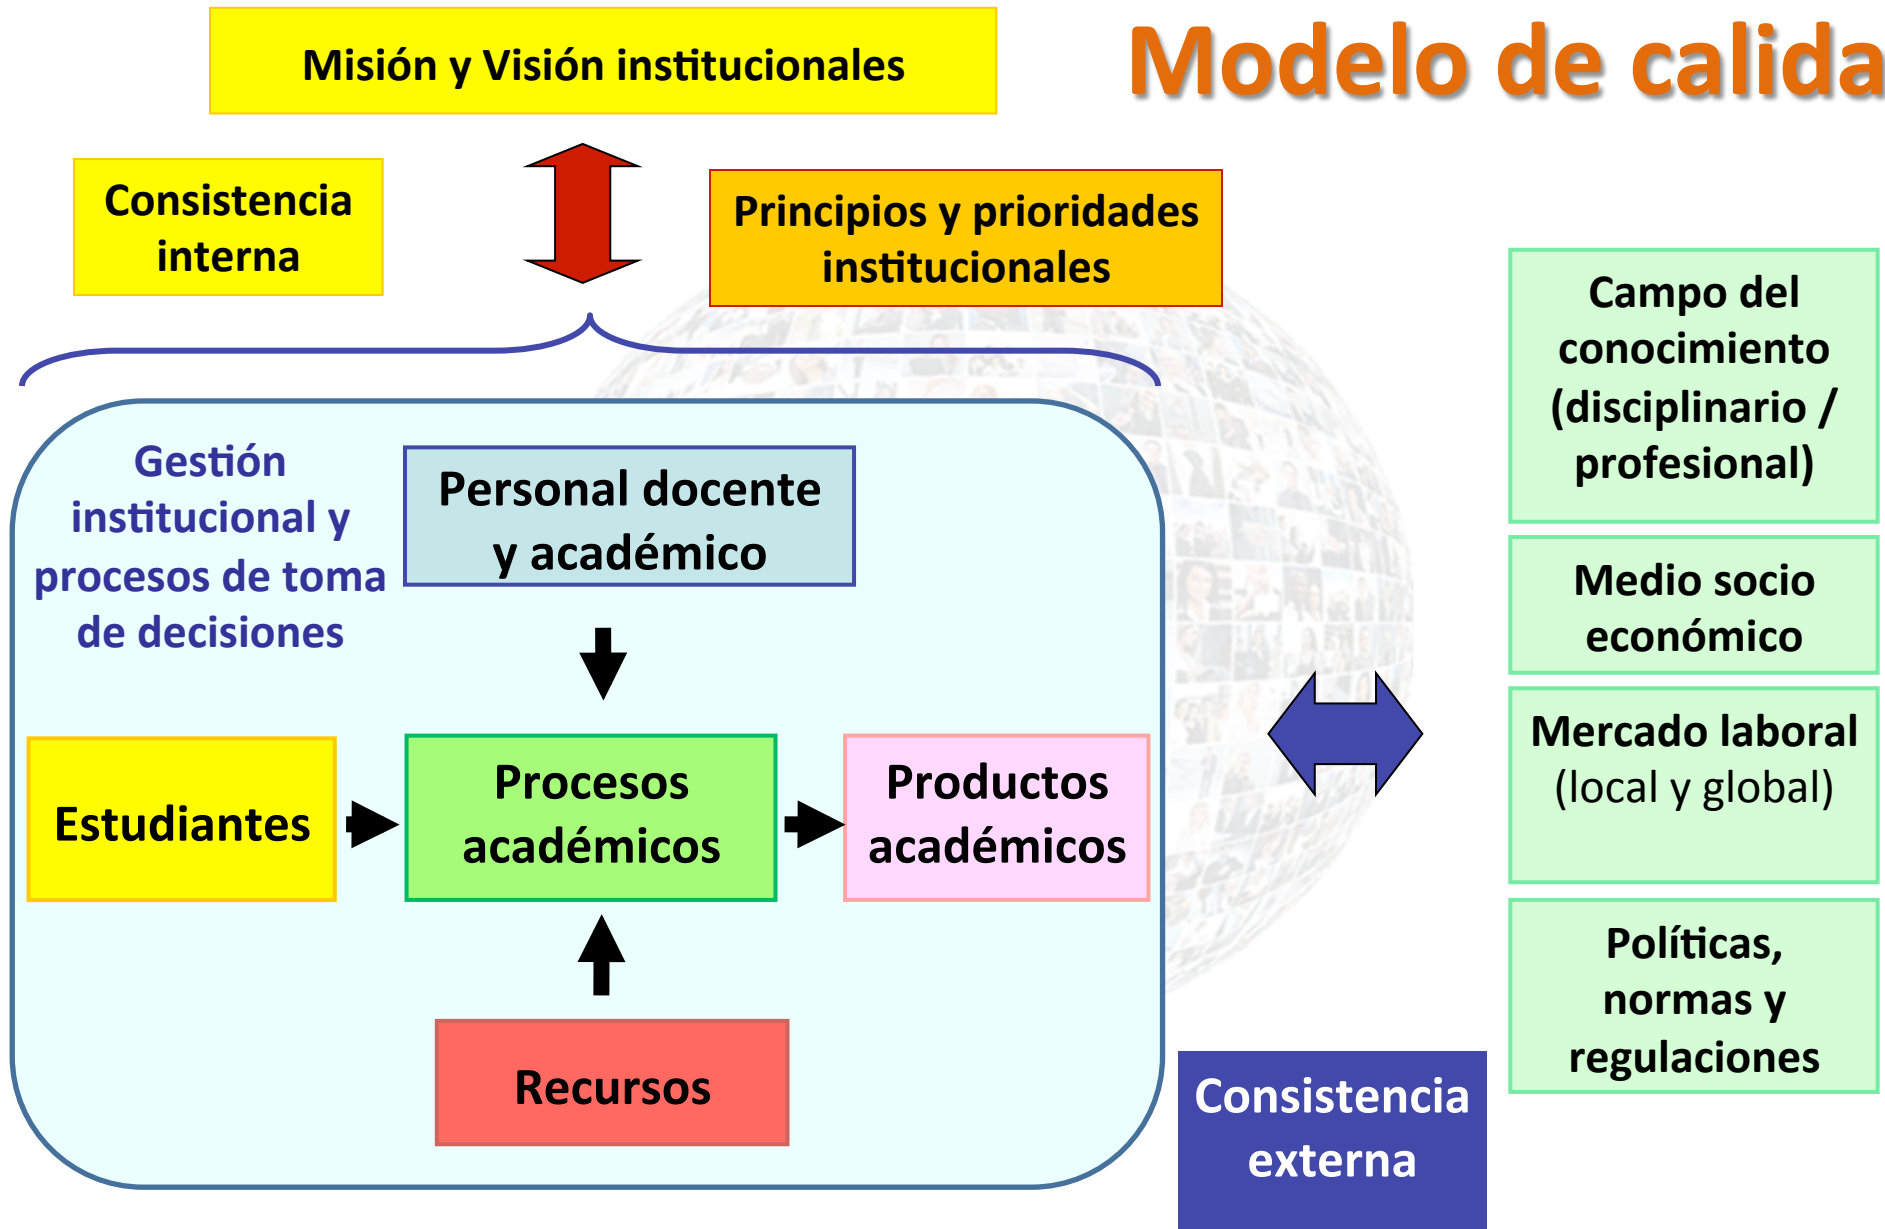 Misión y Visión institucionales
Modelo de calida
Consistencia
interna
Principios y prioridades
institucionales
Gestión
institucional y
procesos de toma
de decisiones
Personal docente
y académico
Estudiantes
Procesos
académicos
Productos
académicos
Recursos
Campo del
conocimiento
(disciplinario /
profesional)
Medio socio
económico
Mercado laboral
(local y global)
Políticas,
normas y
regulaciones
Consistencia
externa